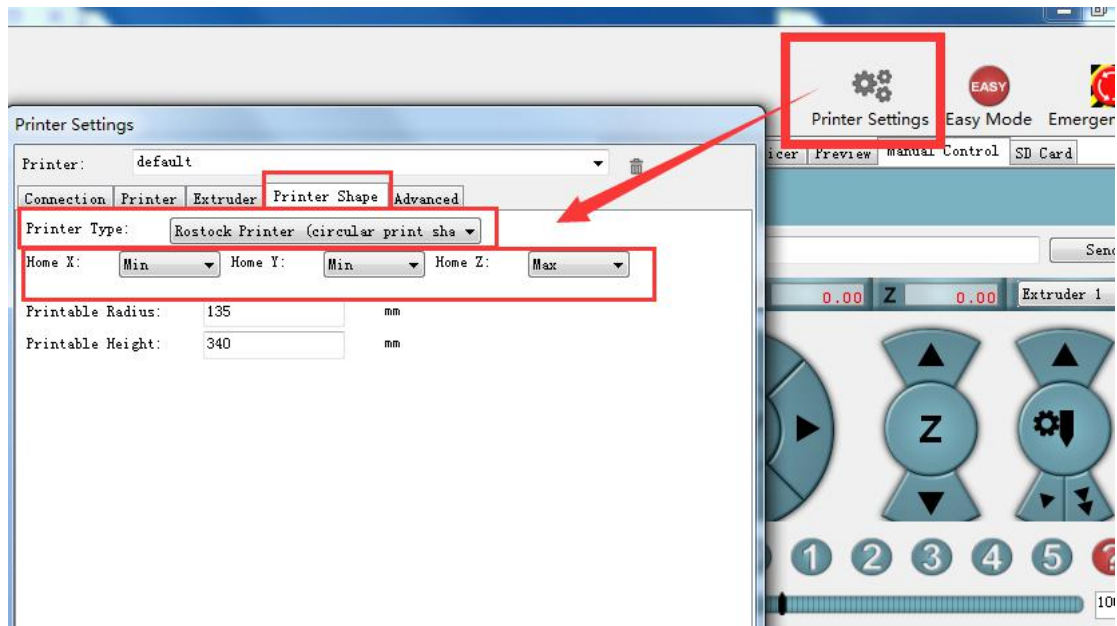 Printer Settings Easy Mode Emergen
Printer Settings
Printer: default
icer Preview Manual Control SD Card
Connection Printer Extruder Printer Shape Advanced
Printer Type: Rostock Printer (circular print sha
Send
Home X: Min Home Y: Min Home Z: Max
0.00 Z 0.00 Extruder 1
Printable Radius: 135 mm
Printable Height: 340 mm
Z
1 2 3 4 5 ?
100
EASY